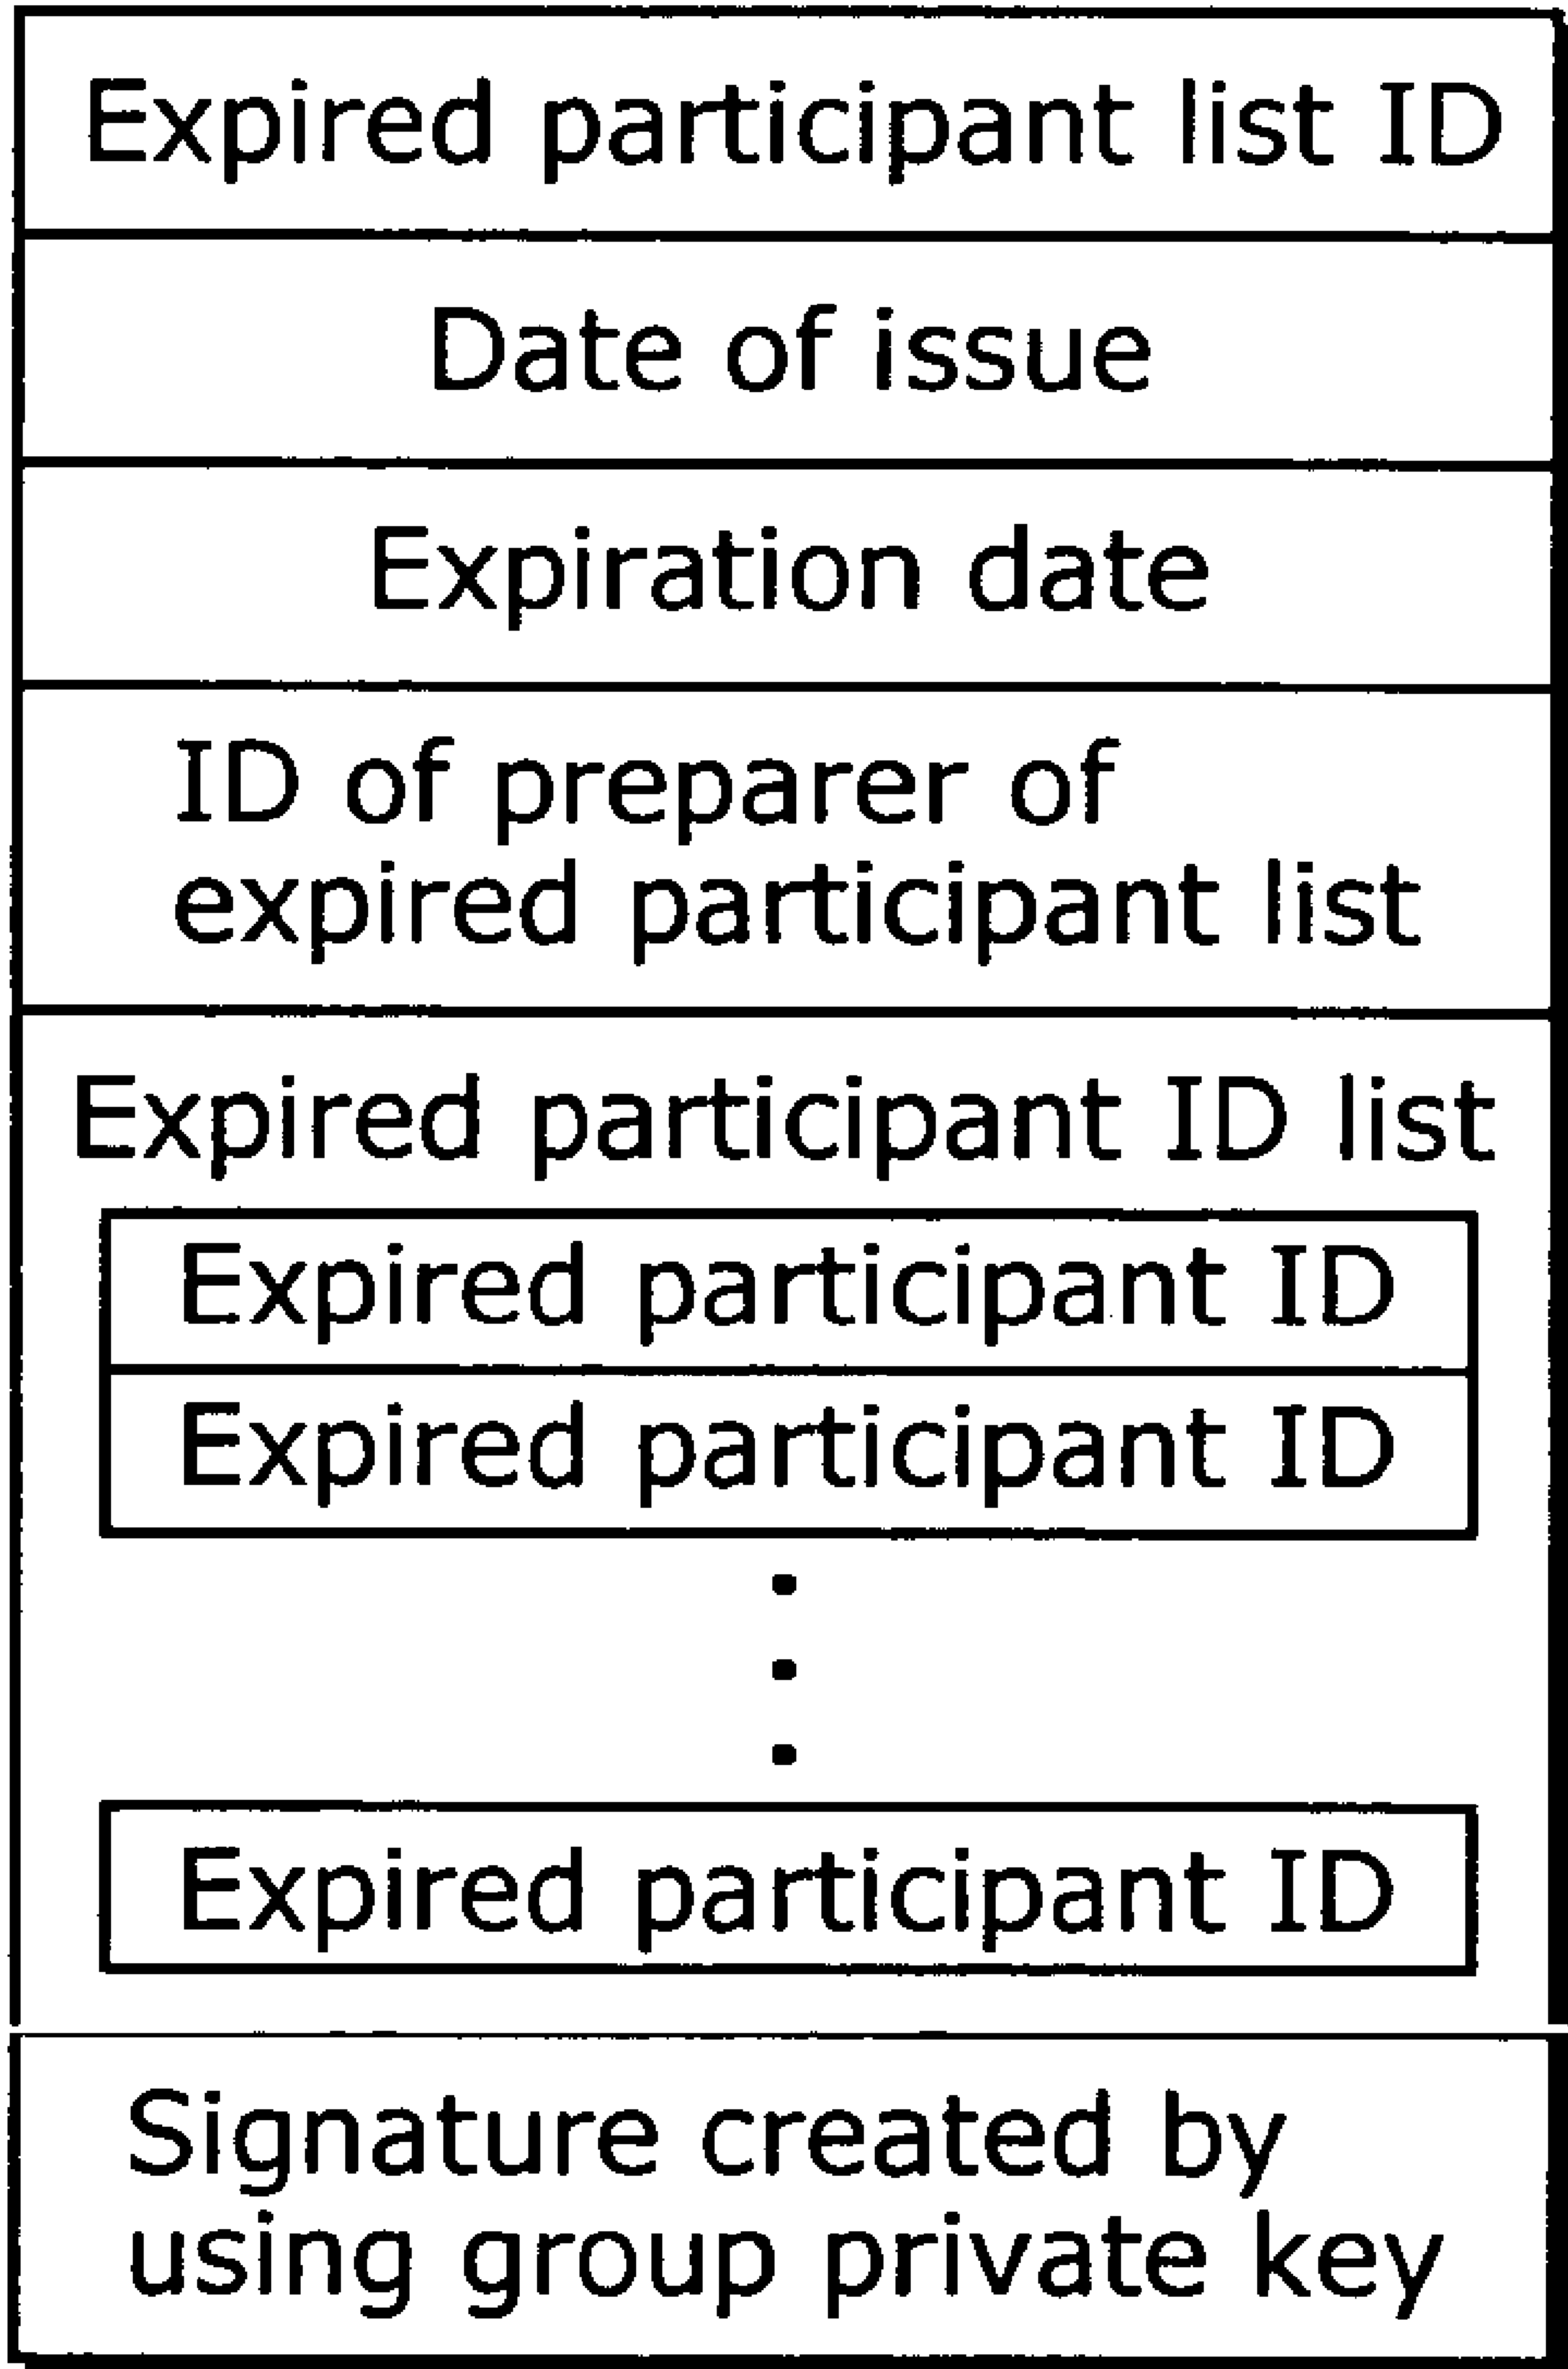 Expired participant list ID
Date of issue
Expiration date
ID of preparer of
expired participant list
Expired participant ID list
Expired participant ID
Expired participant ID
Expired participant ID
Signature created by
using group private key